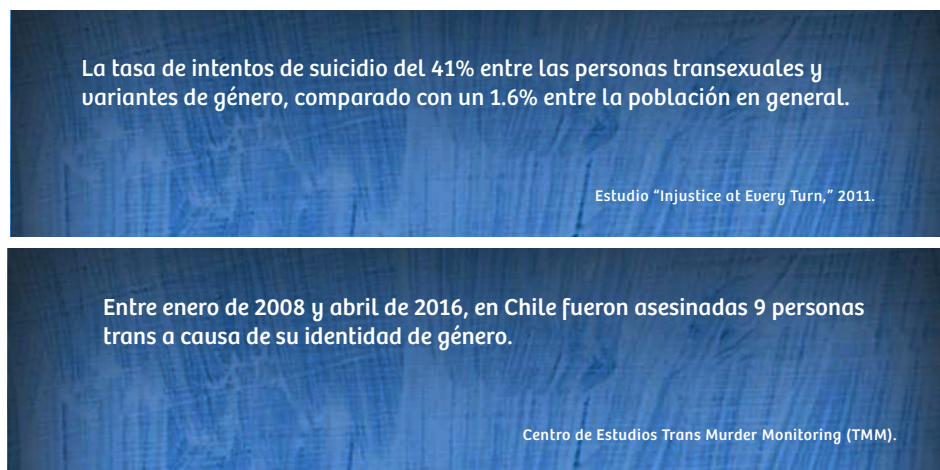 La tasa de intentos de suicidio del 41% entre las personas transexuales y
variantes de género, comparado con un 1.6% entre la población en general.
Estudio “Injustice at Every Turn,” 2011.
Entre enero de 2008 y abril de 2016, en Chile fueron asesinadas 9 personas
trans a causa de su identidad de género.
Centro de Estudios Trans Murder Monitoring (TMM).